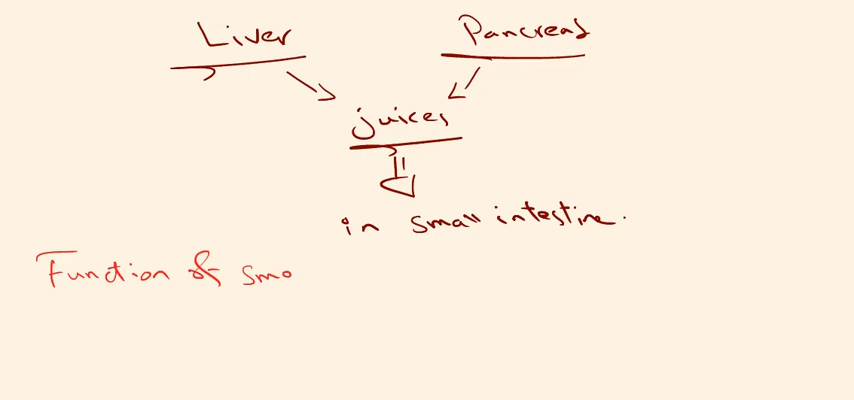 Liver Pancreas
juices
in small intestine.
Function of smo